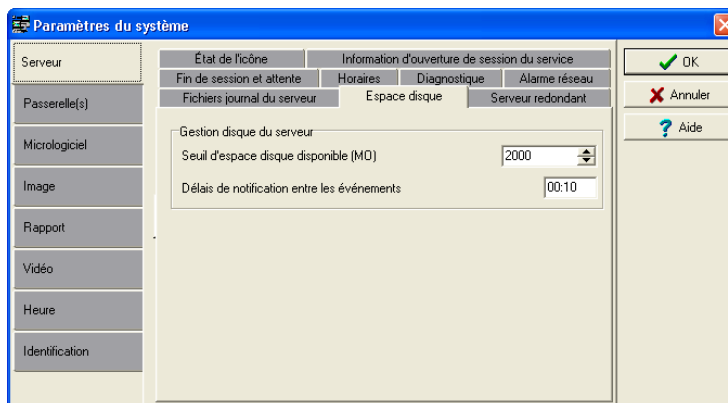 Paramètres du système
Serveur
Passerelle(s)
Micrologiciel
Image
Rapport
Vidéo
Heure
Identification
État de l'icône
Information d'ouverture de session du service
Fin de session et attente
Horaires
Diagnostique
Alarme réseau
Fichiers journal du serveur
Espace disque
Serveur redondant
Gestion disque du serveur
Seuil d'espace disque disponible (MO)
2000
Délais de notification entre les événements
00:10
OK
Annuler
Aide